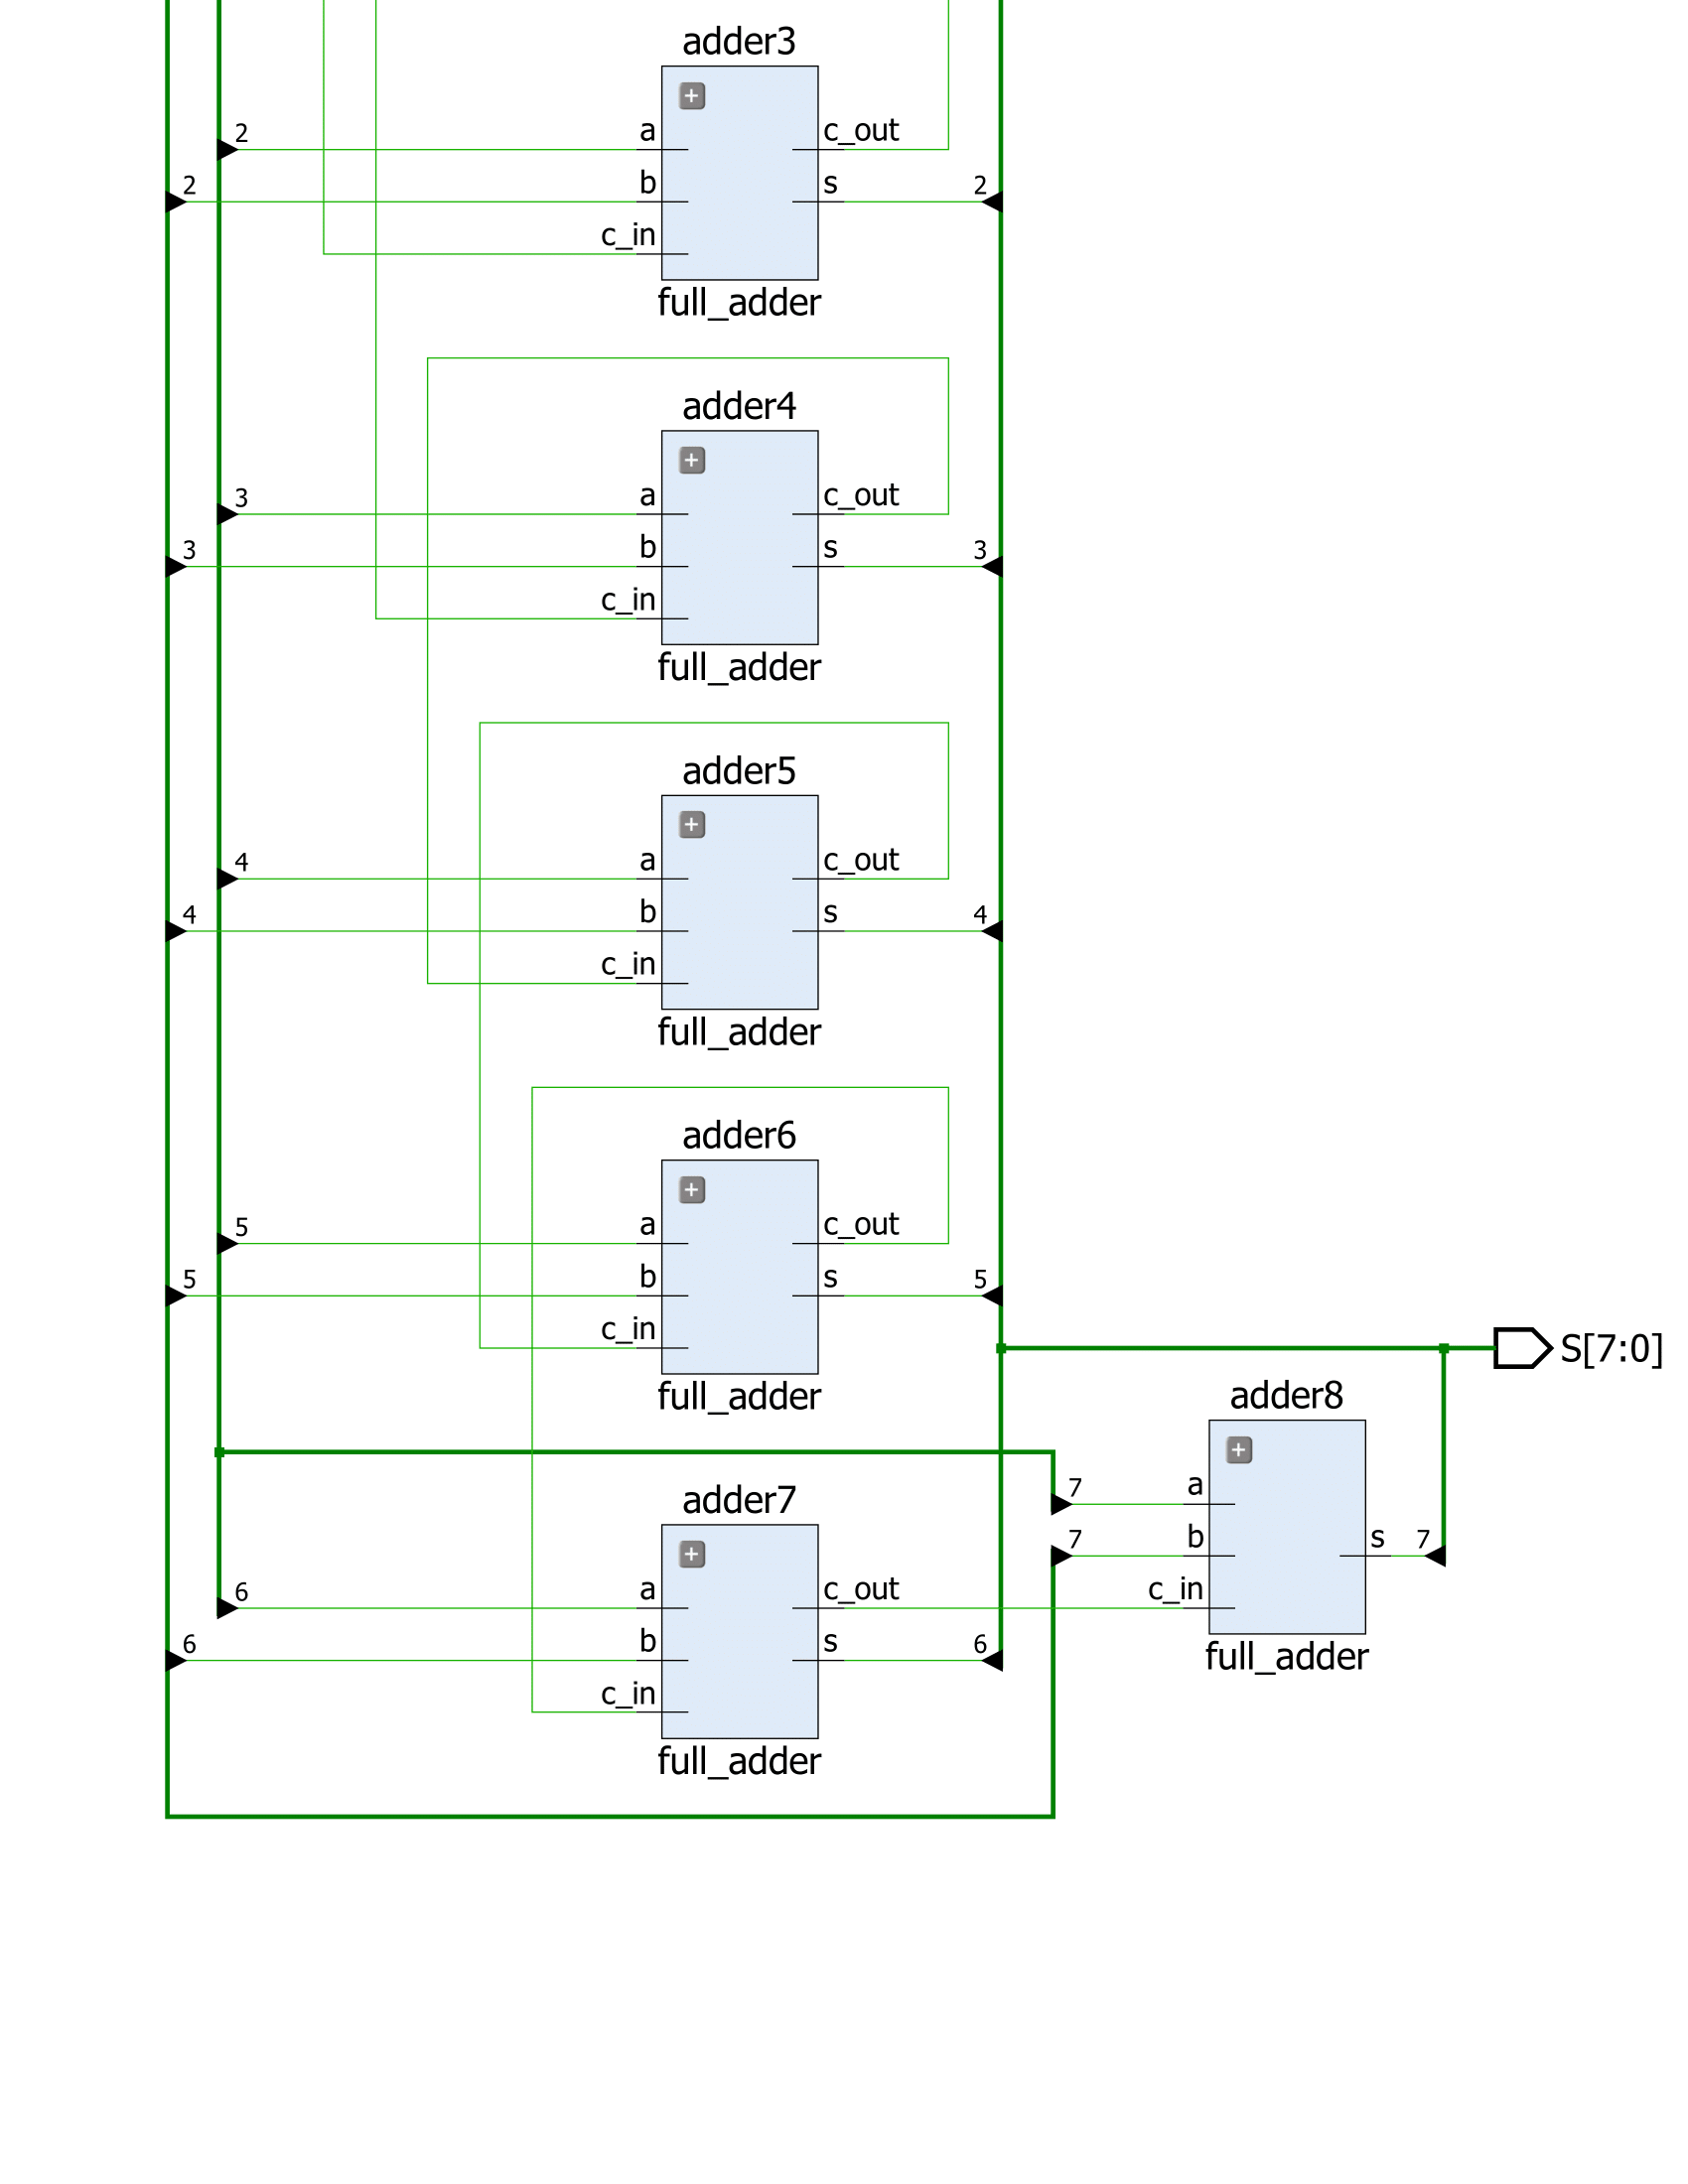 adder3
2 a c_out
2 b s 2
c_in
full_adder
adder4
3 a c_out
3 b s 3
c_in
full_adder
adder5
4 a c_out
4 b s 4
c_in
full_adder
adder6
5 a c_out
5 b s 5
c_in
full_adder
S[7:0]
adder8
7 a
7 b s 7
c_in
full_adder
adder7
6 a c_out
6 b s 6
c_in
full_adder